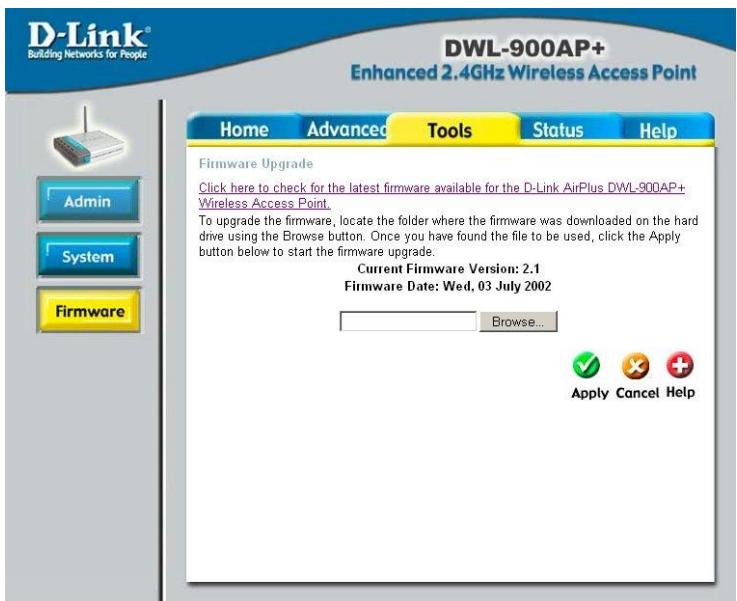 D-Link
Building Networks for People
DWL-900AP+
Enhanced 2.4GHz Wireless Access Point
Home Advanced Tools Status Help
Admin
System
Firmware
Firmware Upgrade
Click here to check for the latest firmware available for the D-Link AirPlus DWL-900AP+
Wireless Access Point.
To upgrade the firmware, locate the folder where the firmware was downloaded on the hard
drive using the Browse button. Once you have found the file to be used, click the Apply
button below to start the firmware upgrade.
Current Firmware Version: 2.1
Firmware Date: Wed, 03 July 2002
Browse...
Apply Cancel Help